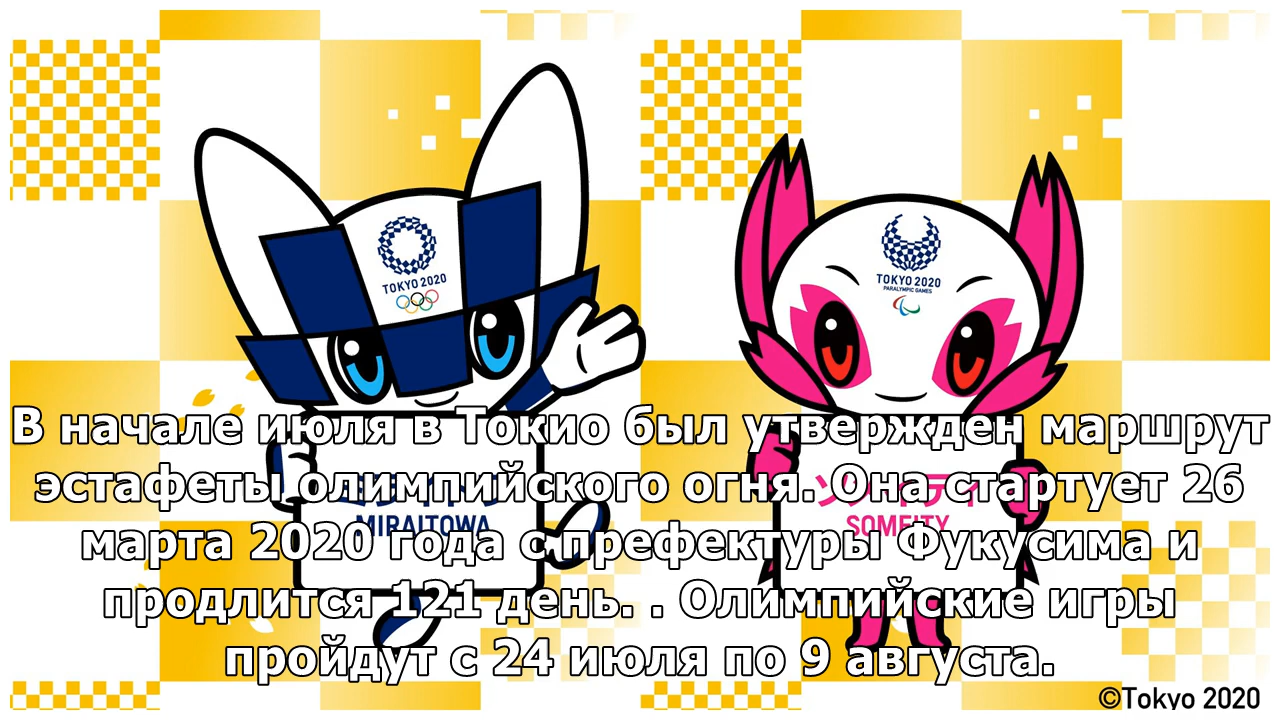 TOKYO 2020
TOKYO 2020
PARALYMPIC GAMES
В начале июля в Токио был утвержден маршрут
эстафеты олимпийского огня. Она стартует 26
MIRAITOWA
SOMEITY
марта 2020 года с префектуры Фукусима и
продлится 121 день. . Олимпийские игры
пройдут с 24 июля по 9 августа.
©Tokyo 2020